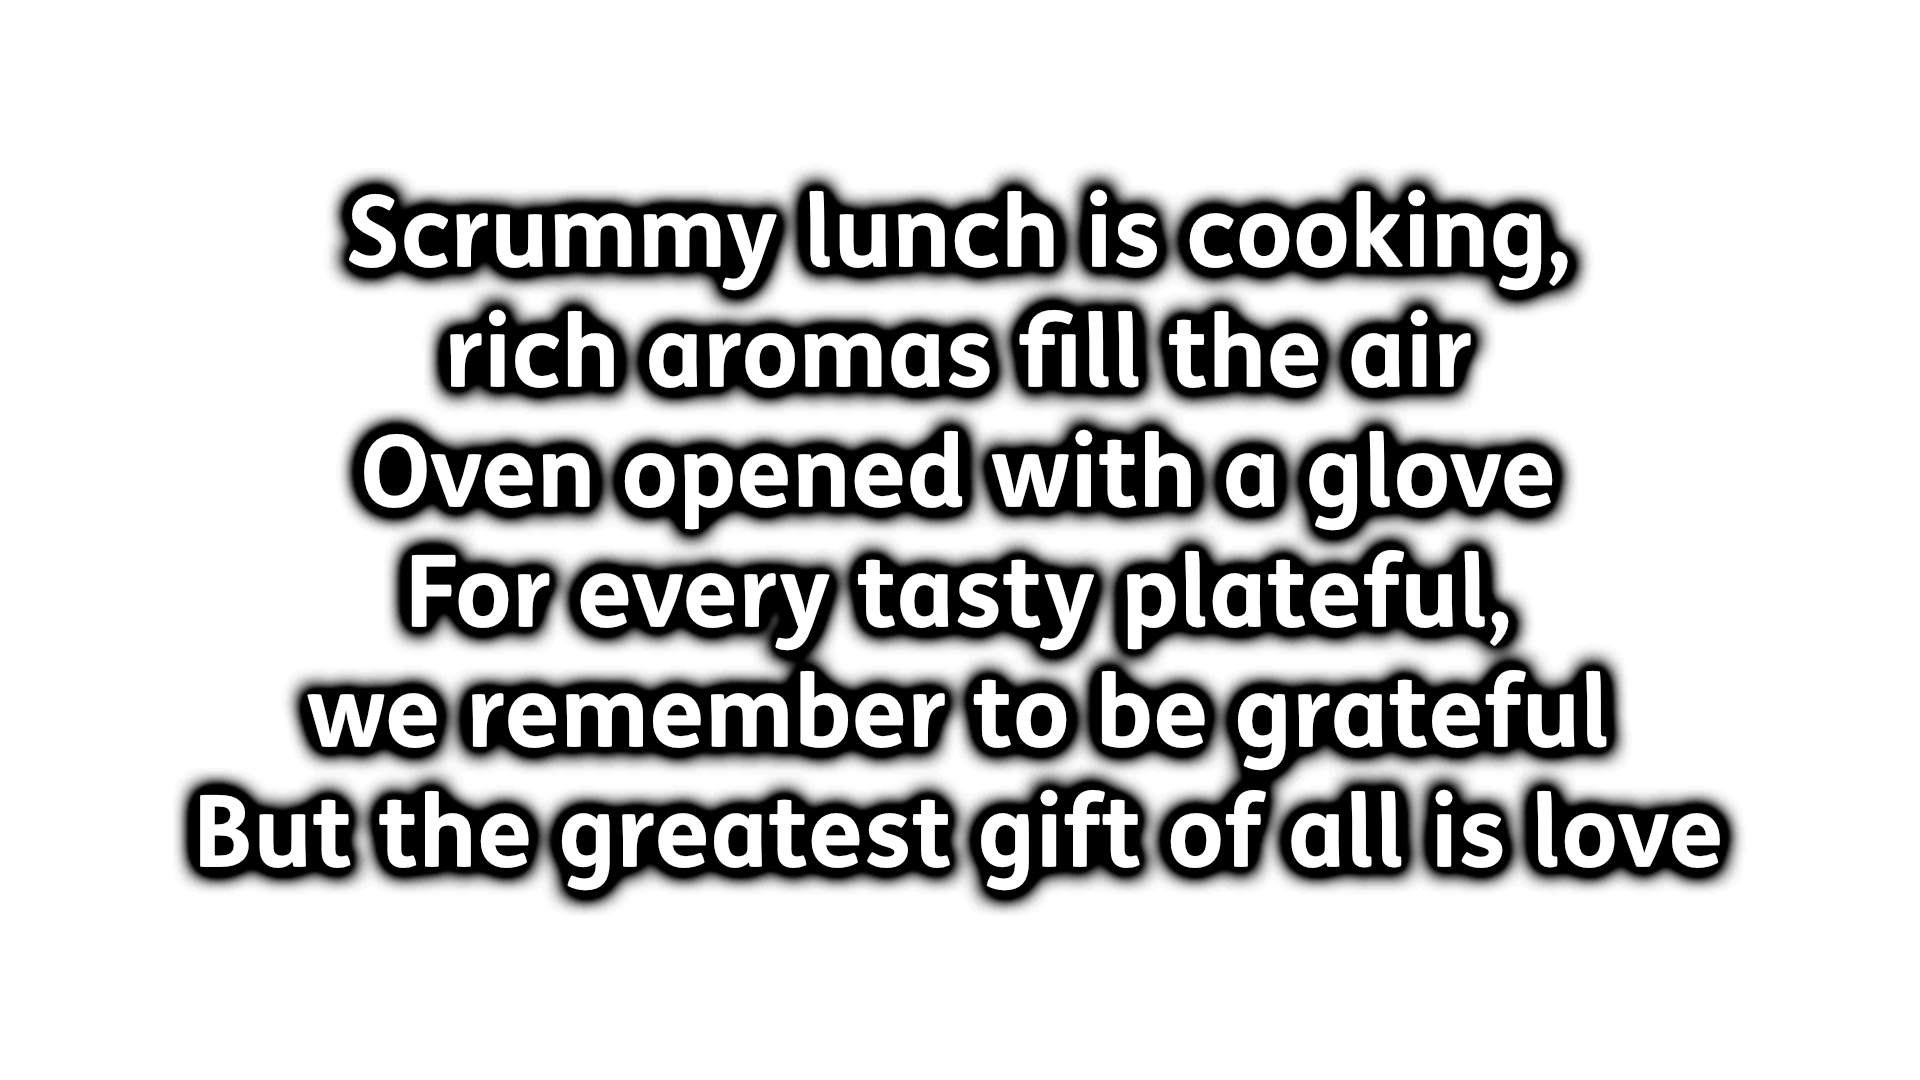 Scrummy lunch is cooking,
rich aromas fill the air
Oven opened with a glove
For every tasty plateful,
we remember to be grateful
But the greatest gift of all is love